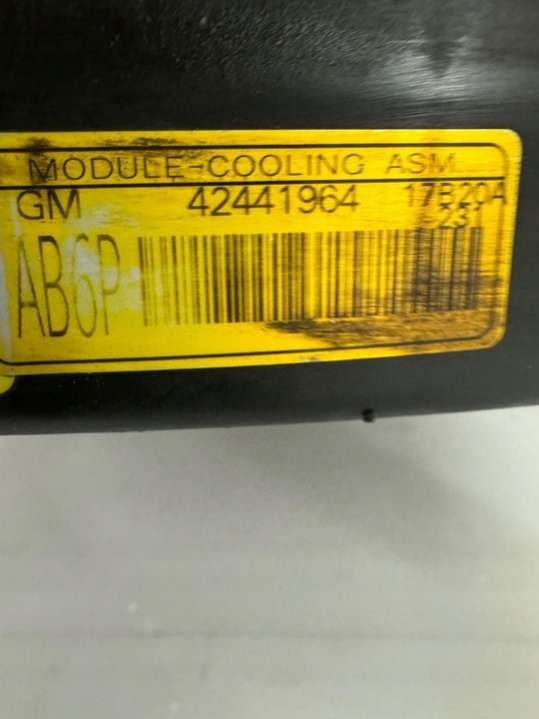 MODULE-COOLING ASM
GM 42441964 17B20A
231
AB6P